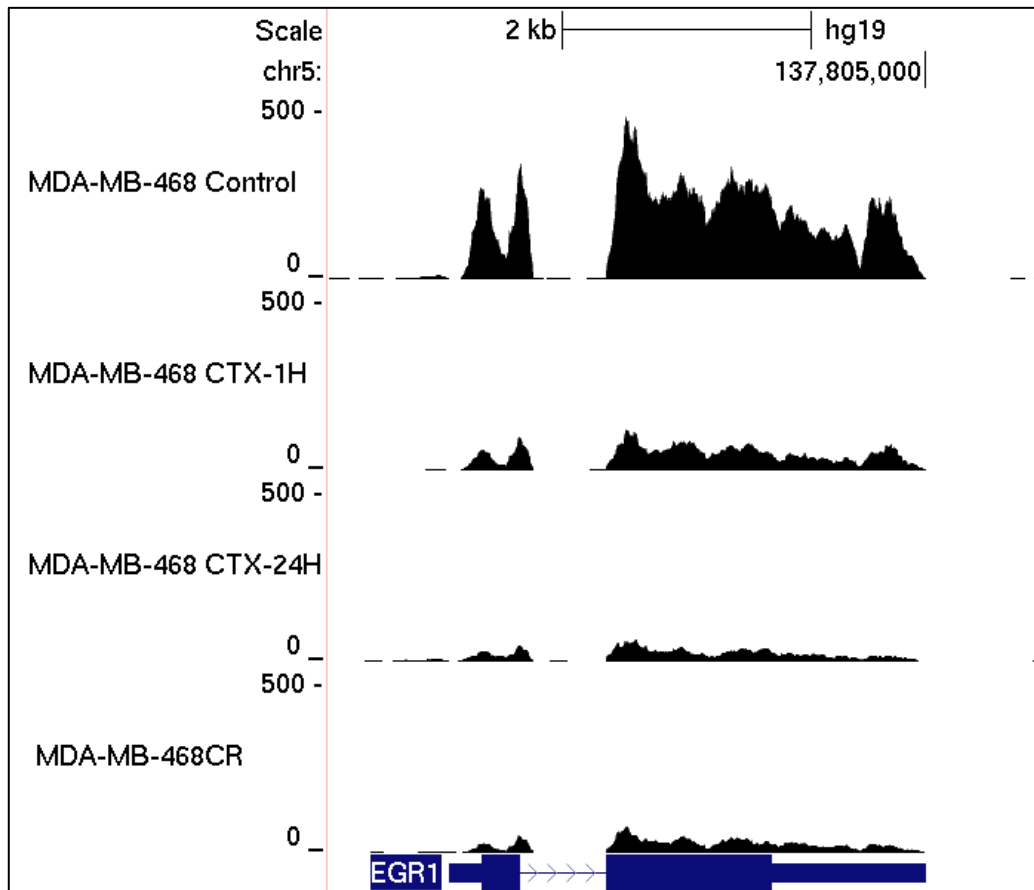 Scale 2 kb hg19
chr5: 137,805,000
500 -
MDA-MB-468 Control
0 _
500 -
MDA-MB-468 CTX-1H
0 _
500 -
MDA-MB-468 CTX-24H
0 _
500 -
MDA-MB-468CR
0 _
EGR1